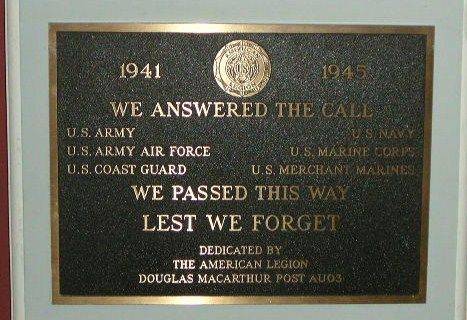 1941 1945
WE ANSWERED THE CALL
U.S. ARMY U.S. NAVY
U.S. ARMY AIR FORCE U.S. MARINE CORPS
U.S. COAST GUARD U.S. MERCHANT MARINES
WE PASSED THIS WAY
LEST WE FORGET
DEDICATED BY
THE AMERICAN LEGION
DOUGLAS MACARTHUR POST AU03